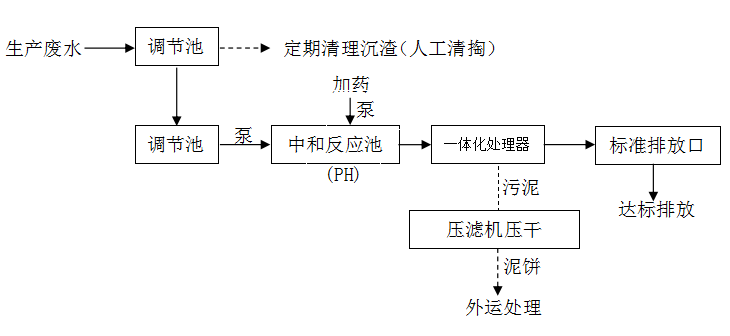 生产废水
调节池
定期清理沉渣(人工清掏)
加药
泵
调节池
泵
中和反应池
(PH)
一体化处理器
标准排放口
污泥
达标排放
压滤机压干
泥饼
外运处理